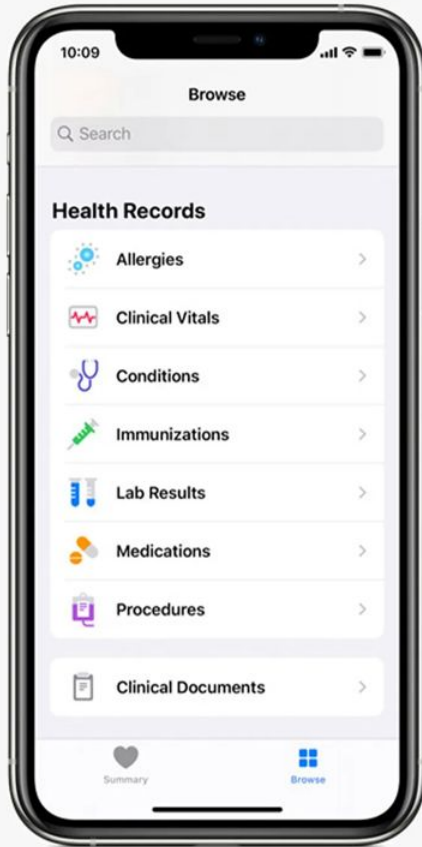 10:09
Browse
Search
Health Records
Allergies
Clinical Vitals
Conditions
Immunizations
Lab Results
Medications
Procedures
Clinical Documents
Summary
Browse